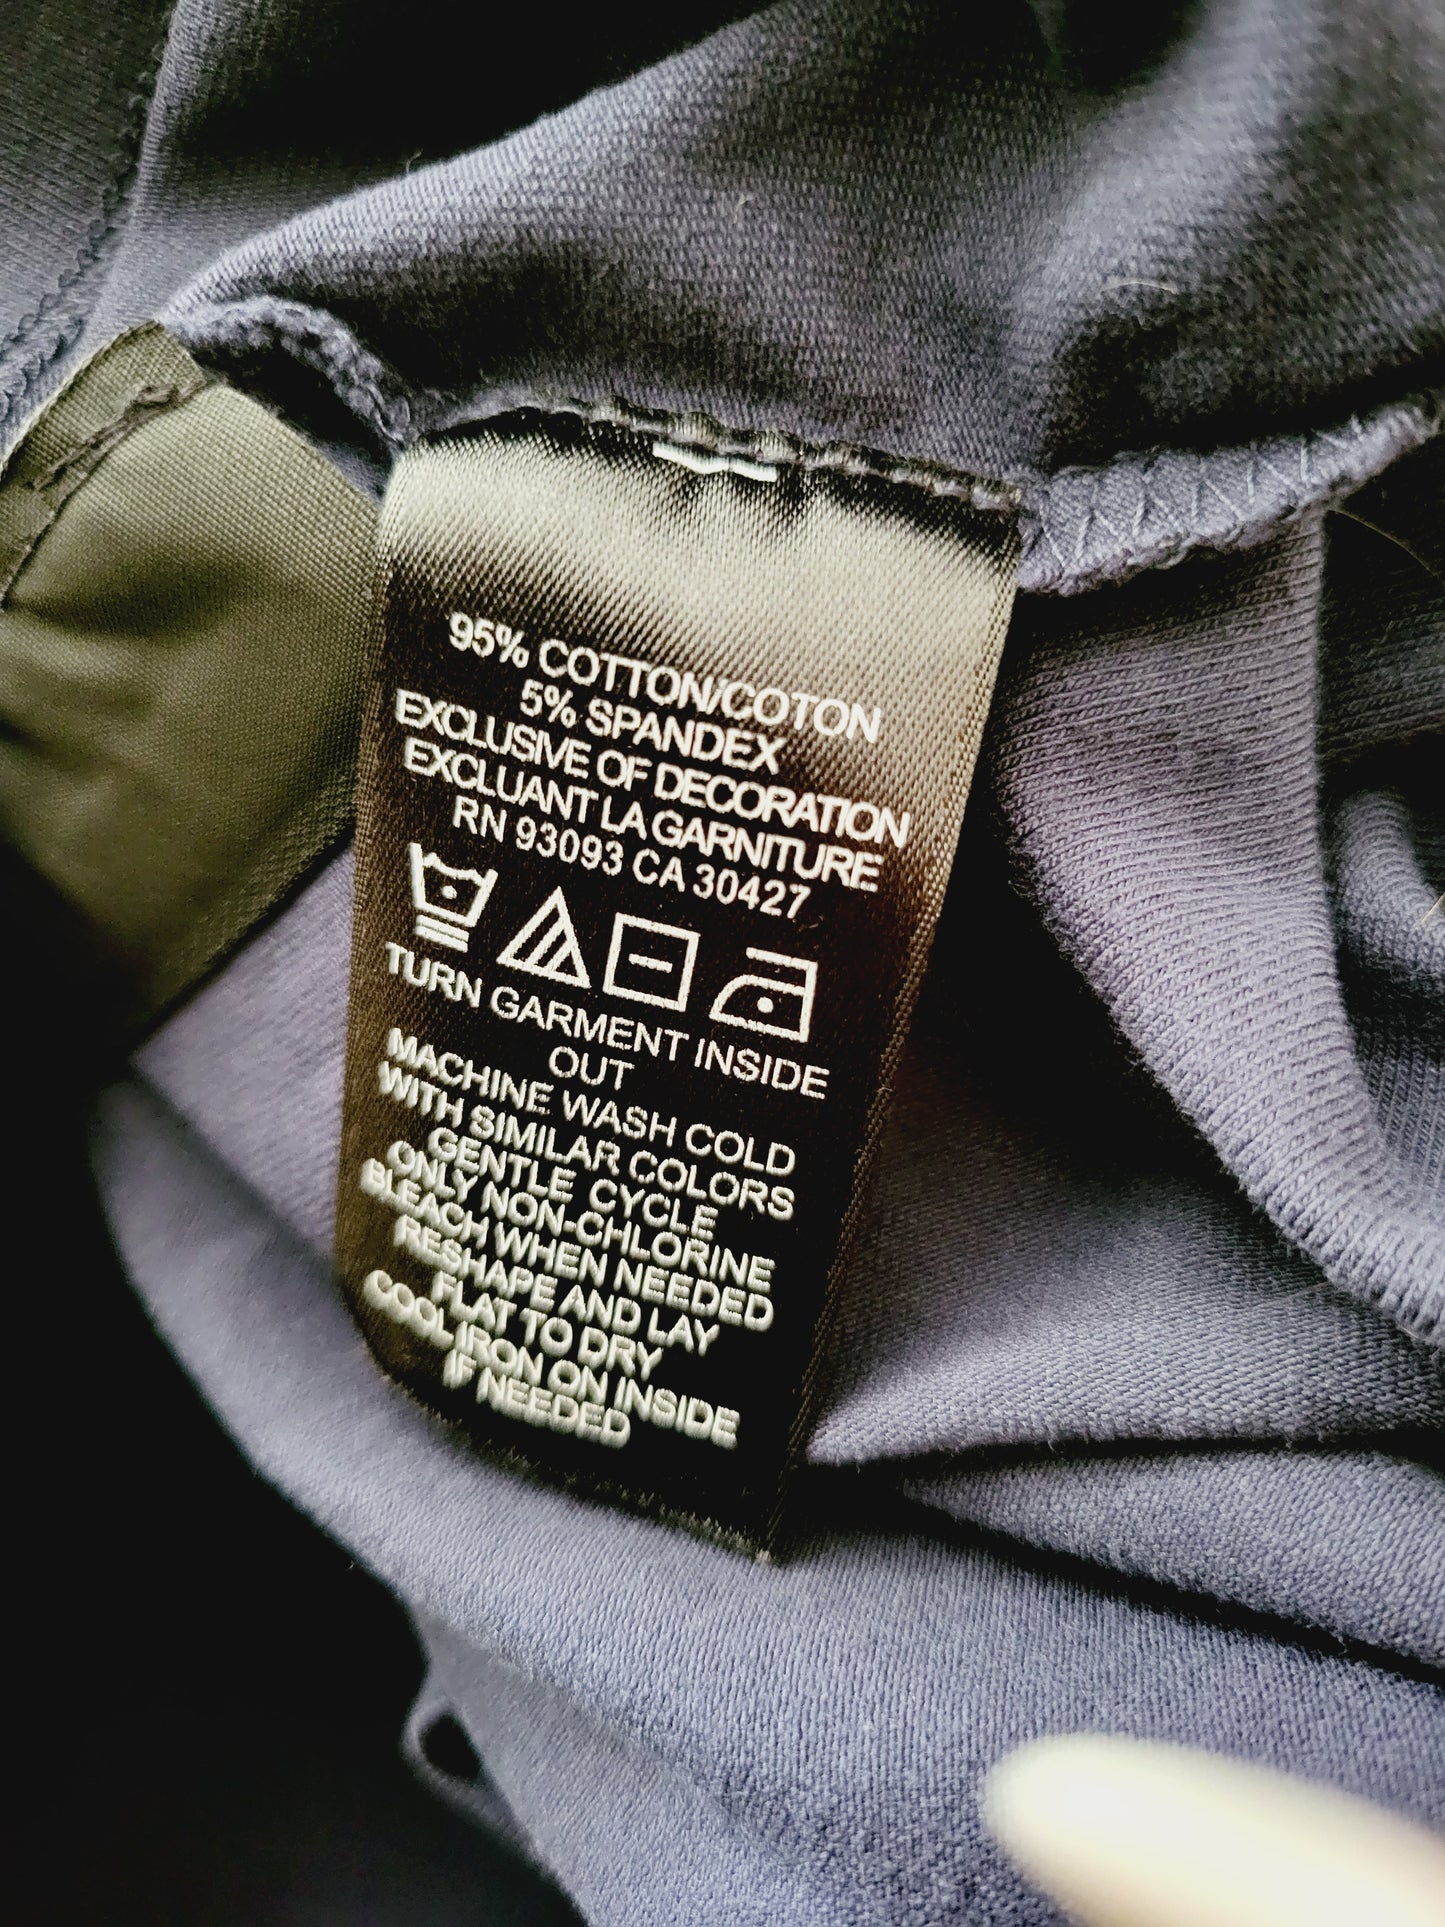 95% COTTON/COTON
5% SPANDEX
EXCLUSIVE OF DECORATION
EXCLUANT LA GARNITURE
RN 93093 CA 30427
TURN GARMENT INSIDE
OUT
MACHINE WASH COLD
WITH SIMILAR COLORS
GENTLE CYCLE
ONLY NON-CHLORINE
BLEACH WHEN NEEDED
RESHAPE AND LAY
FLAT TO DRY
COOL IRON ON INSIDE
IF NEEDED